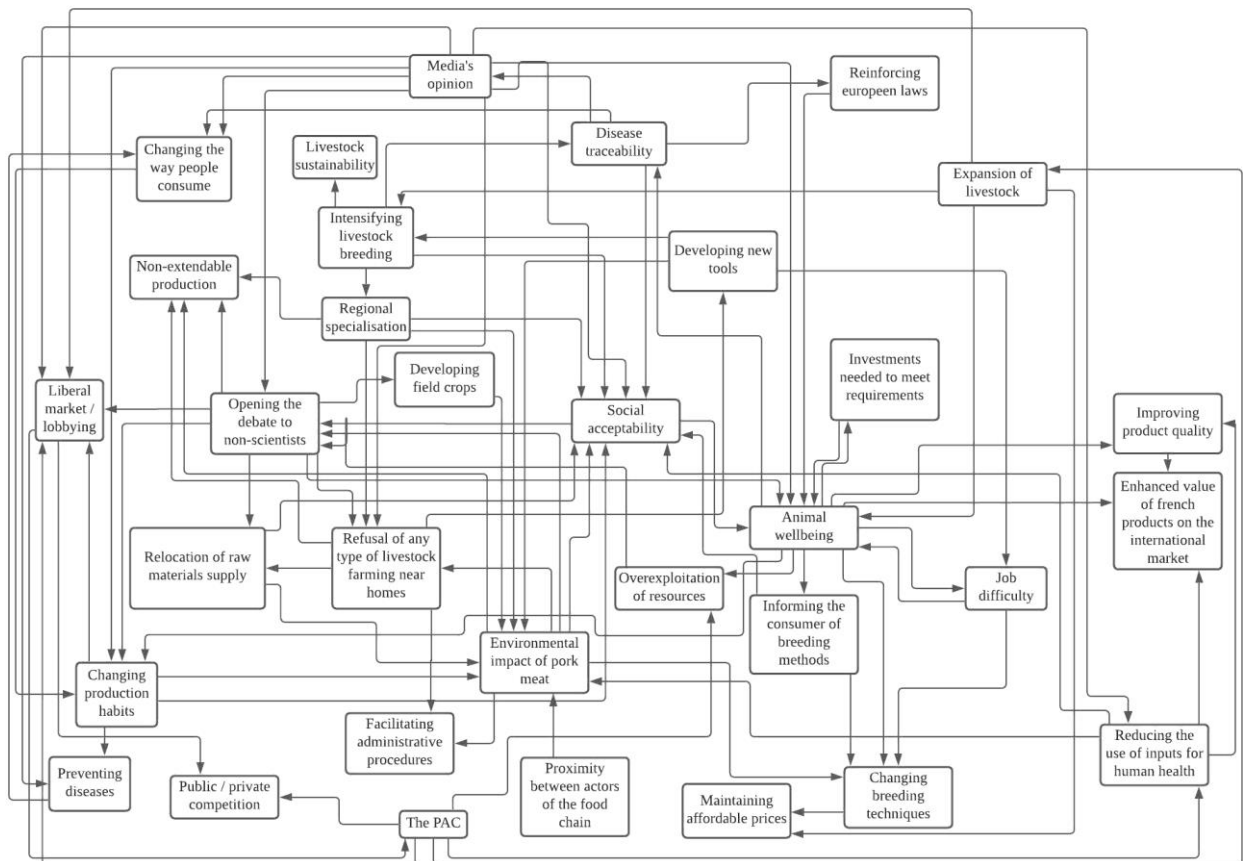 Media's
opinion
Reinforcing
europeen laws
Disease
traceability
Livestock
sustainability
Changing the
way people
consume
Expansion of
livestock
Intensifying
livestock
breeding
Developing new
tools
Non-extendable
production
Regional
specialisation
Investments
needed to meet
requirements
Developing
field crops
Liberal
market /
lobbying
Opening the
debate to
non-scientists
Social
acceptability
Improving
product quality
Enhanced value
of french
products on the
international
market
Animal
wellbeing
Relocation of raw
materials supply
Refusal of any
type of livestock
farming near
homes
Overexploitation
of resources
Job
difficulty
Informing the
consumer of
breeding
methods
Environmental
impact of pork
meat
Changing
production
habits
Facilitating
administrative
procedures
Reducing the
use of inputs for
human health
Preventing
diseases
Public / private
competition
Proximity
between actors
of the food
chain
Changing
breeding
techniques
Maintaining
affordable prices
The PAC